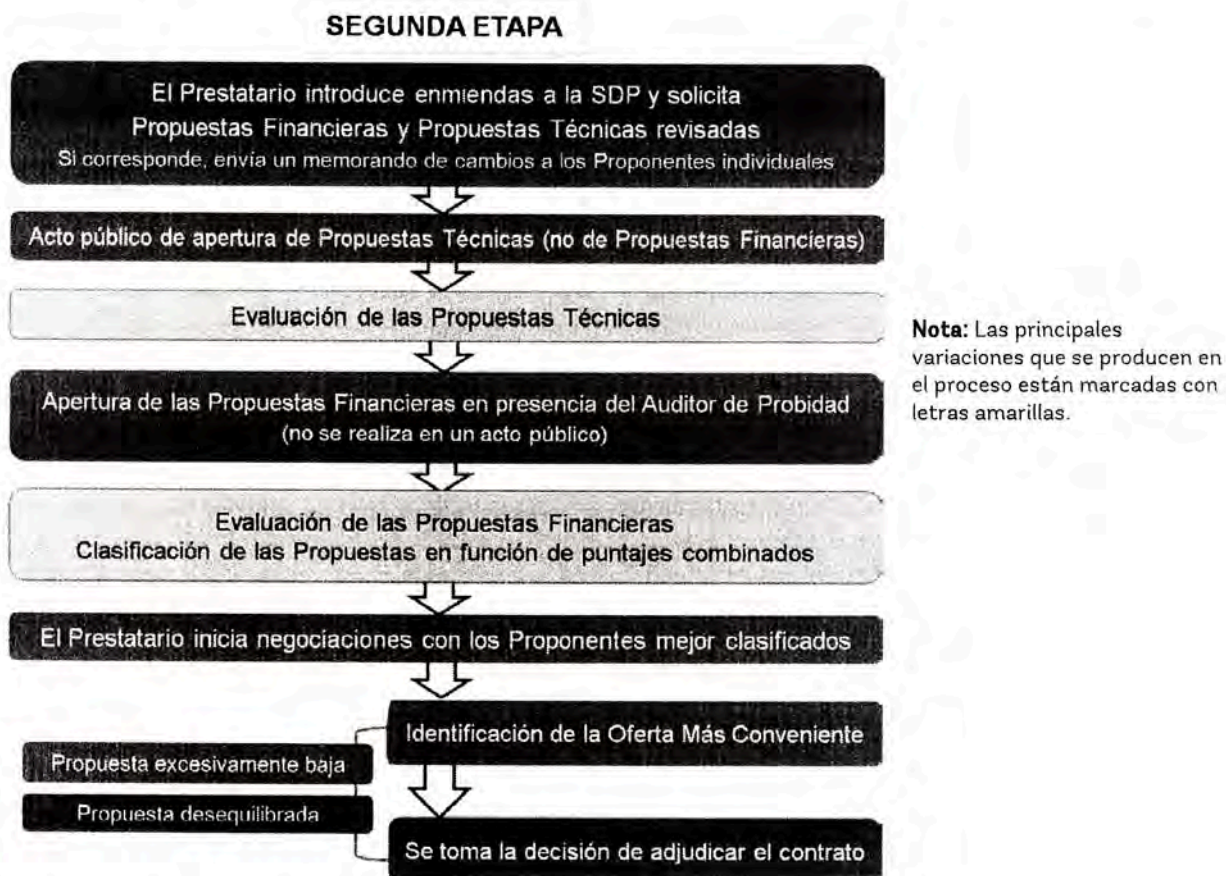 SEGUNDA ETAPA
El Prestatario introduce enmiendas a la SDP y solicita
Propuestas Financieras y Propuestas Técnicas revisadas
Si corresponde, envía un memorando de cambios a los Proponentes individuales
Acto público de apertura de Propuestas Técnicas (no de Propuestas Financieras)
Evaluación de las Propuestas Técnicas
Nota: Las principales
variaciones que se producen en
el proceso están marcadas con
letras amarillas.
Apertura de las Propuestas Financieras en presencia del Auditor de Probidad
(no se realiza en un acto público)
Evaluación de las Propuestas Financieras
Clasificación de las Propuestas en función de puntajes combinados
El Prestatario inicia negociaciones con los Proponentes mejor clasificados
Identificación de la Oferta Más Conveniente
Propuesta excesivamente baja
Propuesta desequilibrada
Se toma la decisión de adjudicar el contrato